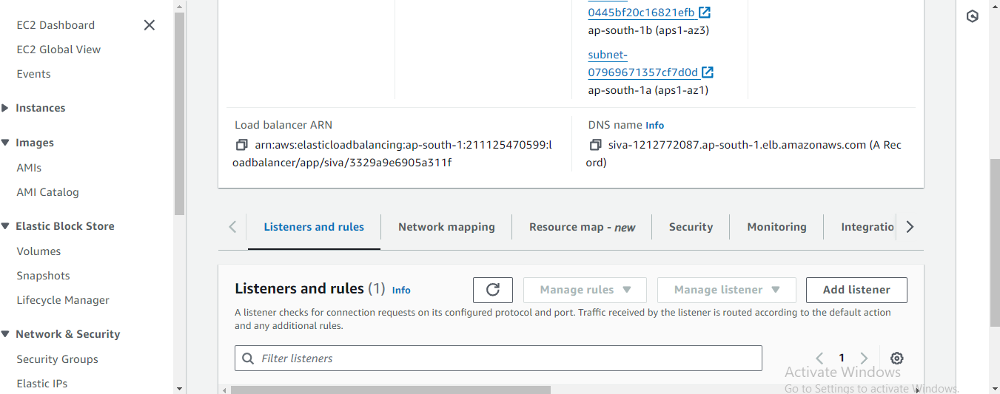 EC2 Dashboard
EC2 Global View
Events
Instances
Images
AMIs
AMI Catalog
Elastic Block Store
Volumes
Snapshots
Lifecycle Manager
Network & Security
Security Groups
Elastic IPs
0445bf20c16821efb
ap-south-1b (aps1-az3)
subnet-
07969671357cf7d0d
ap-south-1a (aps1-az1)
Load balancer ARN
arn:aws:elasticloadbalancing:ap-south-1:211125470599:l
oadbalancer/app/siva/3329a9e6905a311f
DNS name Info
siva-1212772087.ap-south-1.elb.amazonaws.com (A Rec
ord)
Listeners and rules Network mapping Resource map - new Security Monitoring Integratio
Listeners and rules (1) Info Manage rules Manage listener Add listener
A listener checks for connection requests on its configured protocol and port. Traffic received by the listener is routed according to the default action
and any additional rules.
Filter listeners 1
Activate Windows
Go to Settings to activate Windows.